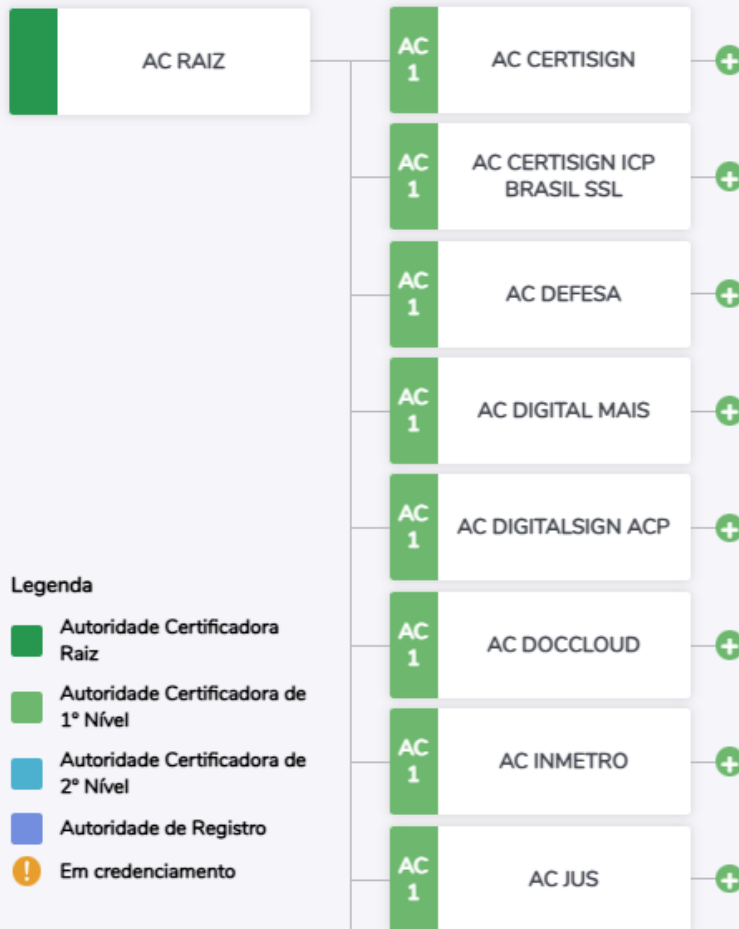 AC RAIZ
AC
1
AC CERTISIGN
AC
1
AC CERTISIGN ICP
BRASIL SSL
AC
1
AC DEFESA
AC
1
AC DIGITAL MAIS
AC
1
AC DIGITALSIGN ACP
AC
1
AC DOCCLOUD
AC
1
AC INMETRO
AC
1
AC JUS
Legenda
Autoridade Certificadora
Raiz
Autoridade Certificadora de
1º Nível
Autoridade Certificadora de
2º Nível
Autoridade de Registro
Em credenciamento